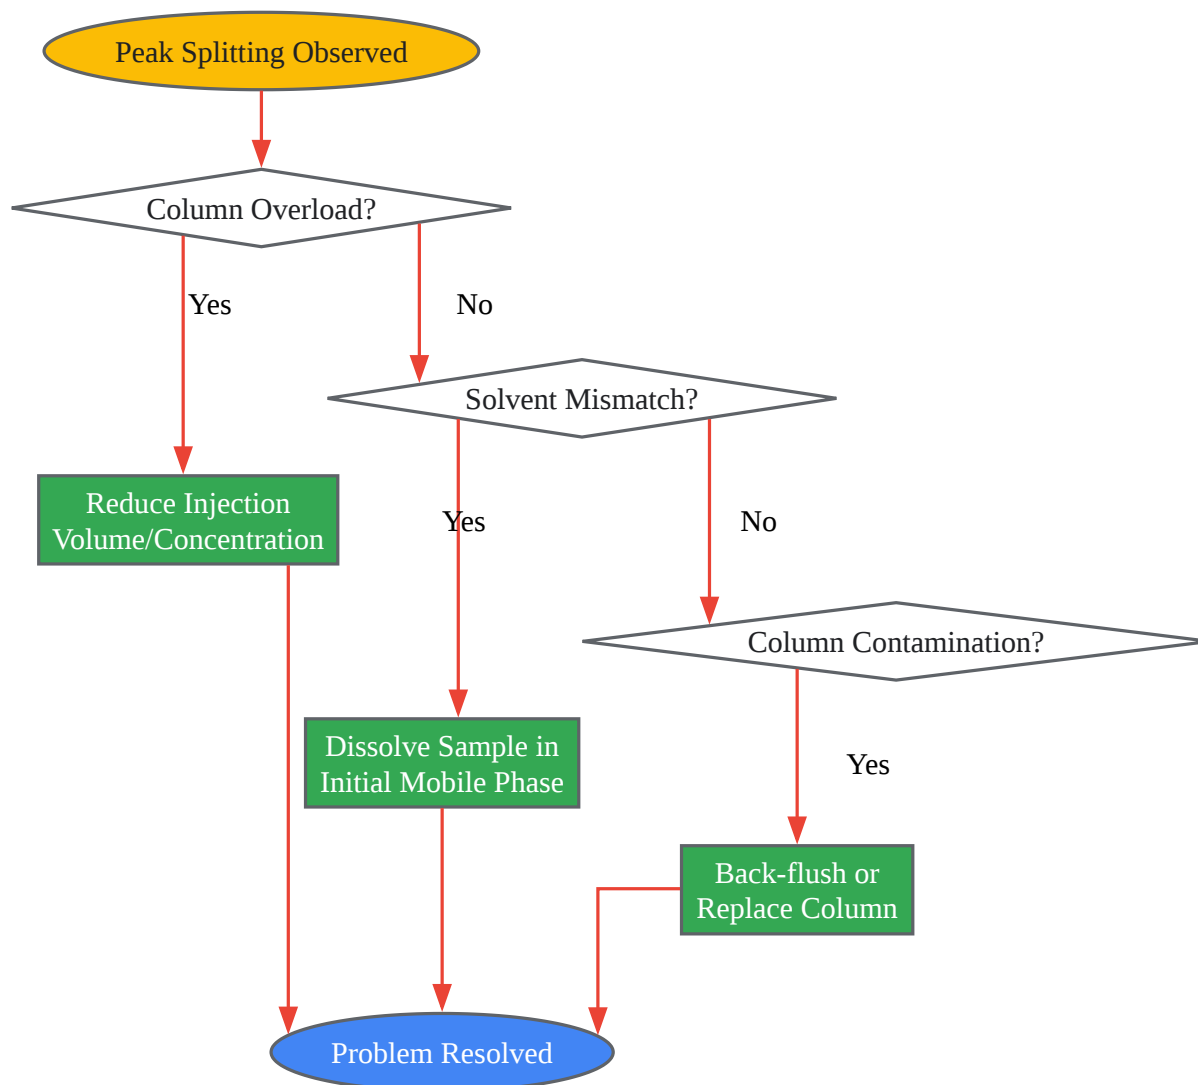 Peak Splitting Observed
Column Overload?
Yes
No
Solvent Mismatch?
Reduce Injection
Volume/Concentration
Yes
No
Column Contamination?
Dissolve Sample in
Initial Mobile Phase
Yes
Back-flush or
Replace Column
Problem Resolved